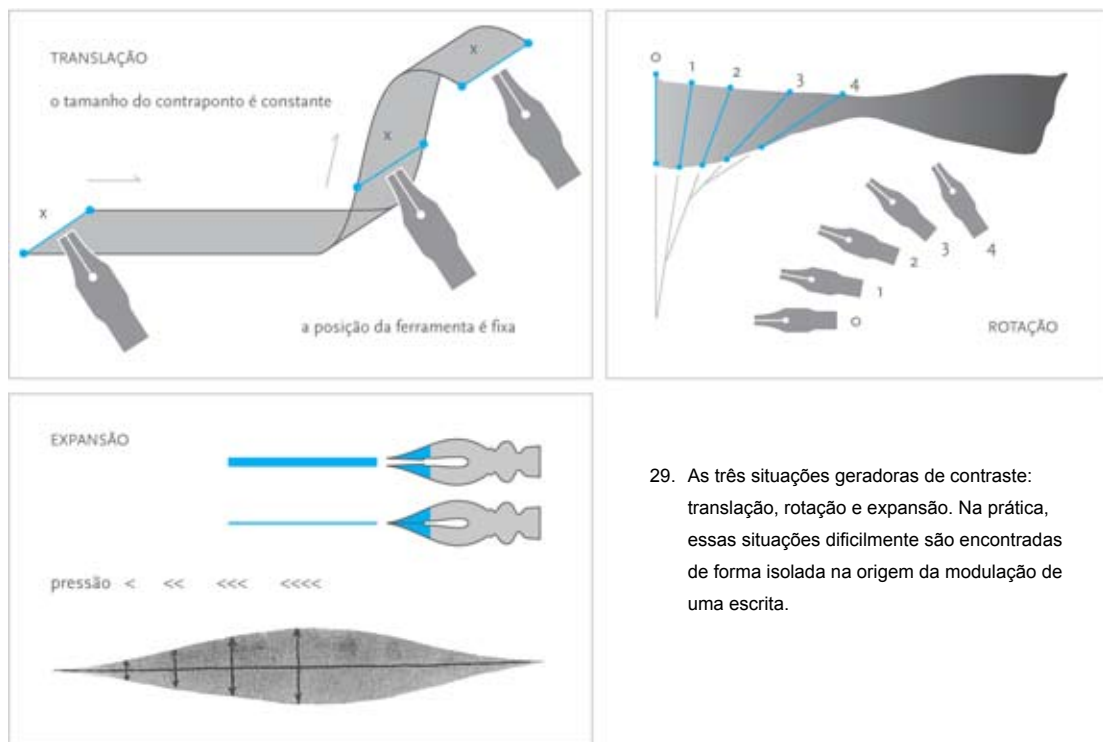 TRANSLAÇÃO
o tamanho do contraponto é constante
x
x
x
a posição da ferramenta é fixa
0
1
2
3
4
0
1
2
3
4
ROTAÇÃO
EXPANSÃO
pressão < << <<< <<<<
29. As três situações geradoras de contraste:
translação, rotação e expansão. Na prática,
essas situações dificilmente são encontradas
de forma isolada na origem da modulação de
uma escrita.